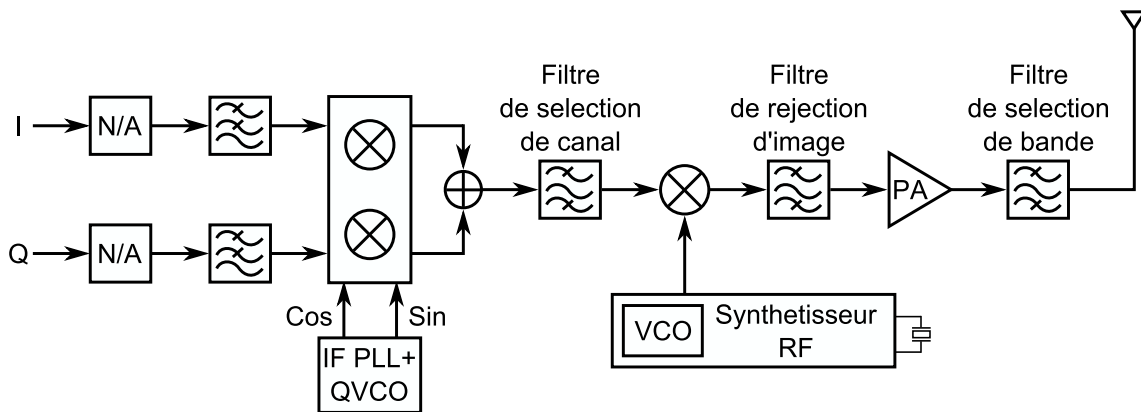 I
N/A
Q
N/A
Cos
Sin
IF PLL+
QVCO
Filtre
de selection
de canal
Filtre
de rejection
d'image
Filtre
de selection
de bande
PA
VCO
Synthetisseur
RF